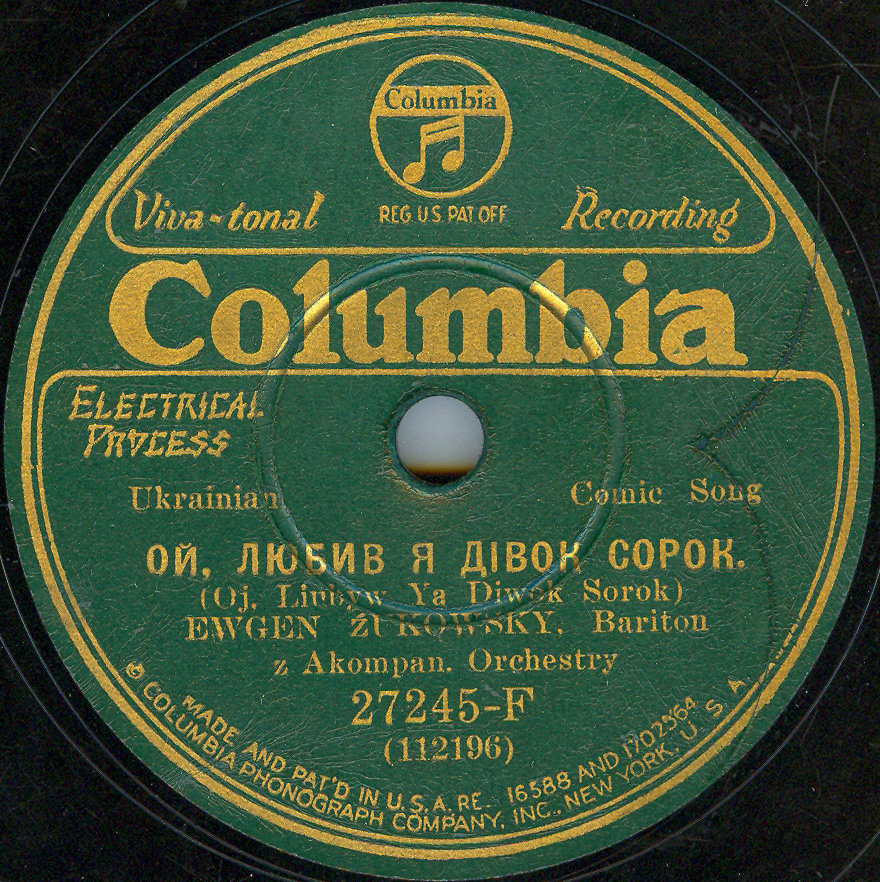 Columbia
REG. U.S. PAT. OFF.
Viva-tonal Recording
Columbia
ELECTRICAL
PROCESS
Ukrainian Comic Song
ОЙ, ЛЮБИВ Я ДІВОК СОРОК.
(Oj, Liubyw Ya Diwok Sorok)
EWGEN ŹUKOWSKY, Bariton
z Akompan. Orchestry
27245-F
(112196)
MADE AND PAT'D IN U.S.A. RE. 16588 AND 1702564
© COLUMBIA PHONOGRAPH COMPANY, INC., NEW YORK, U.S.A.